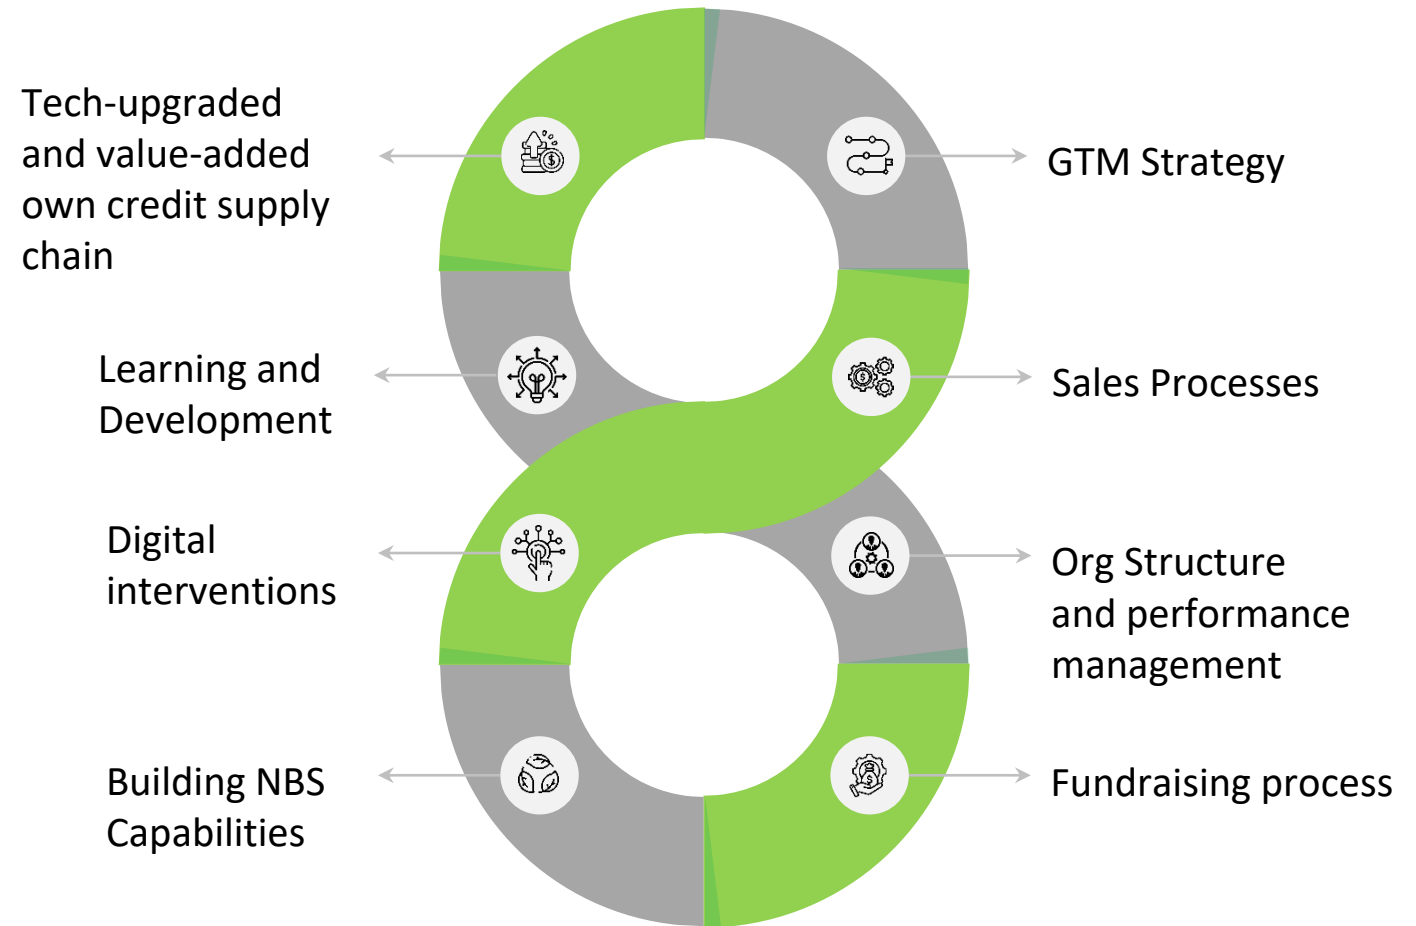 Tech-upgraded
and value-added
own credit supply
chain
GTM Strategy
Learning and
Development
Sales Processes
Digital
interventions
Org Structure
and performance
management
Building NBS
Capabilities
Fundraising process